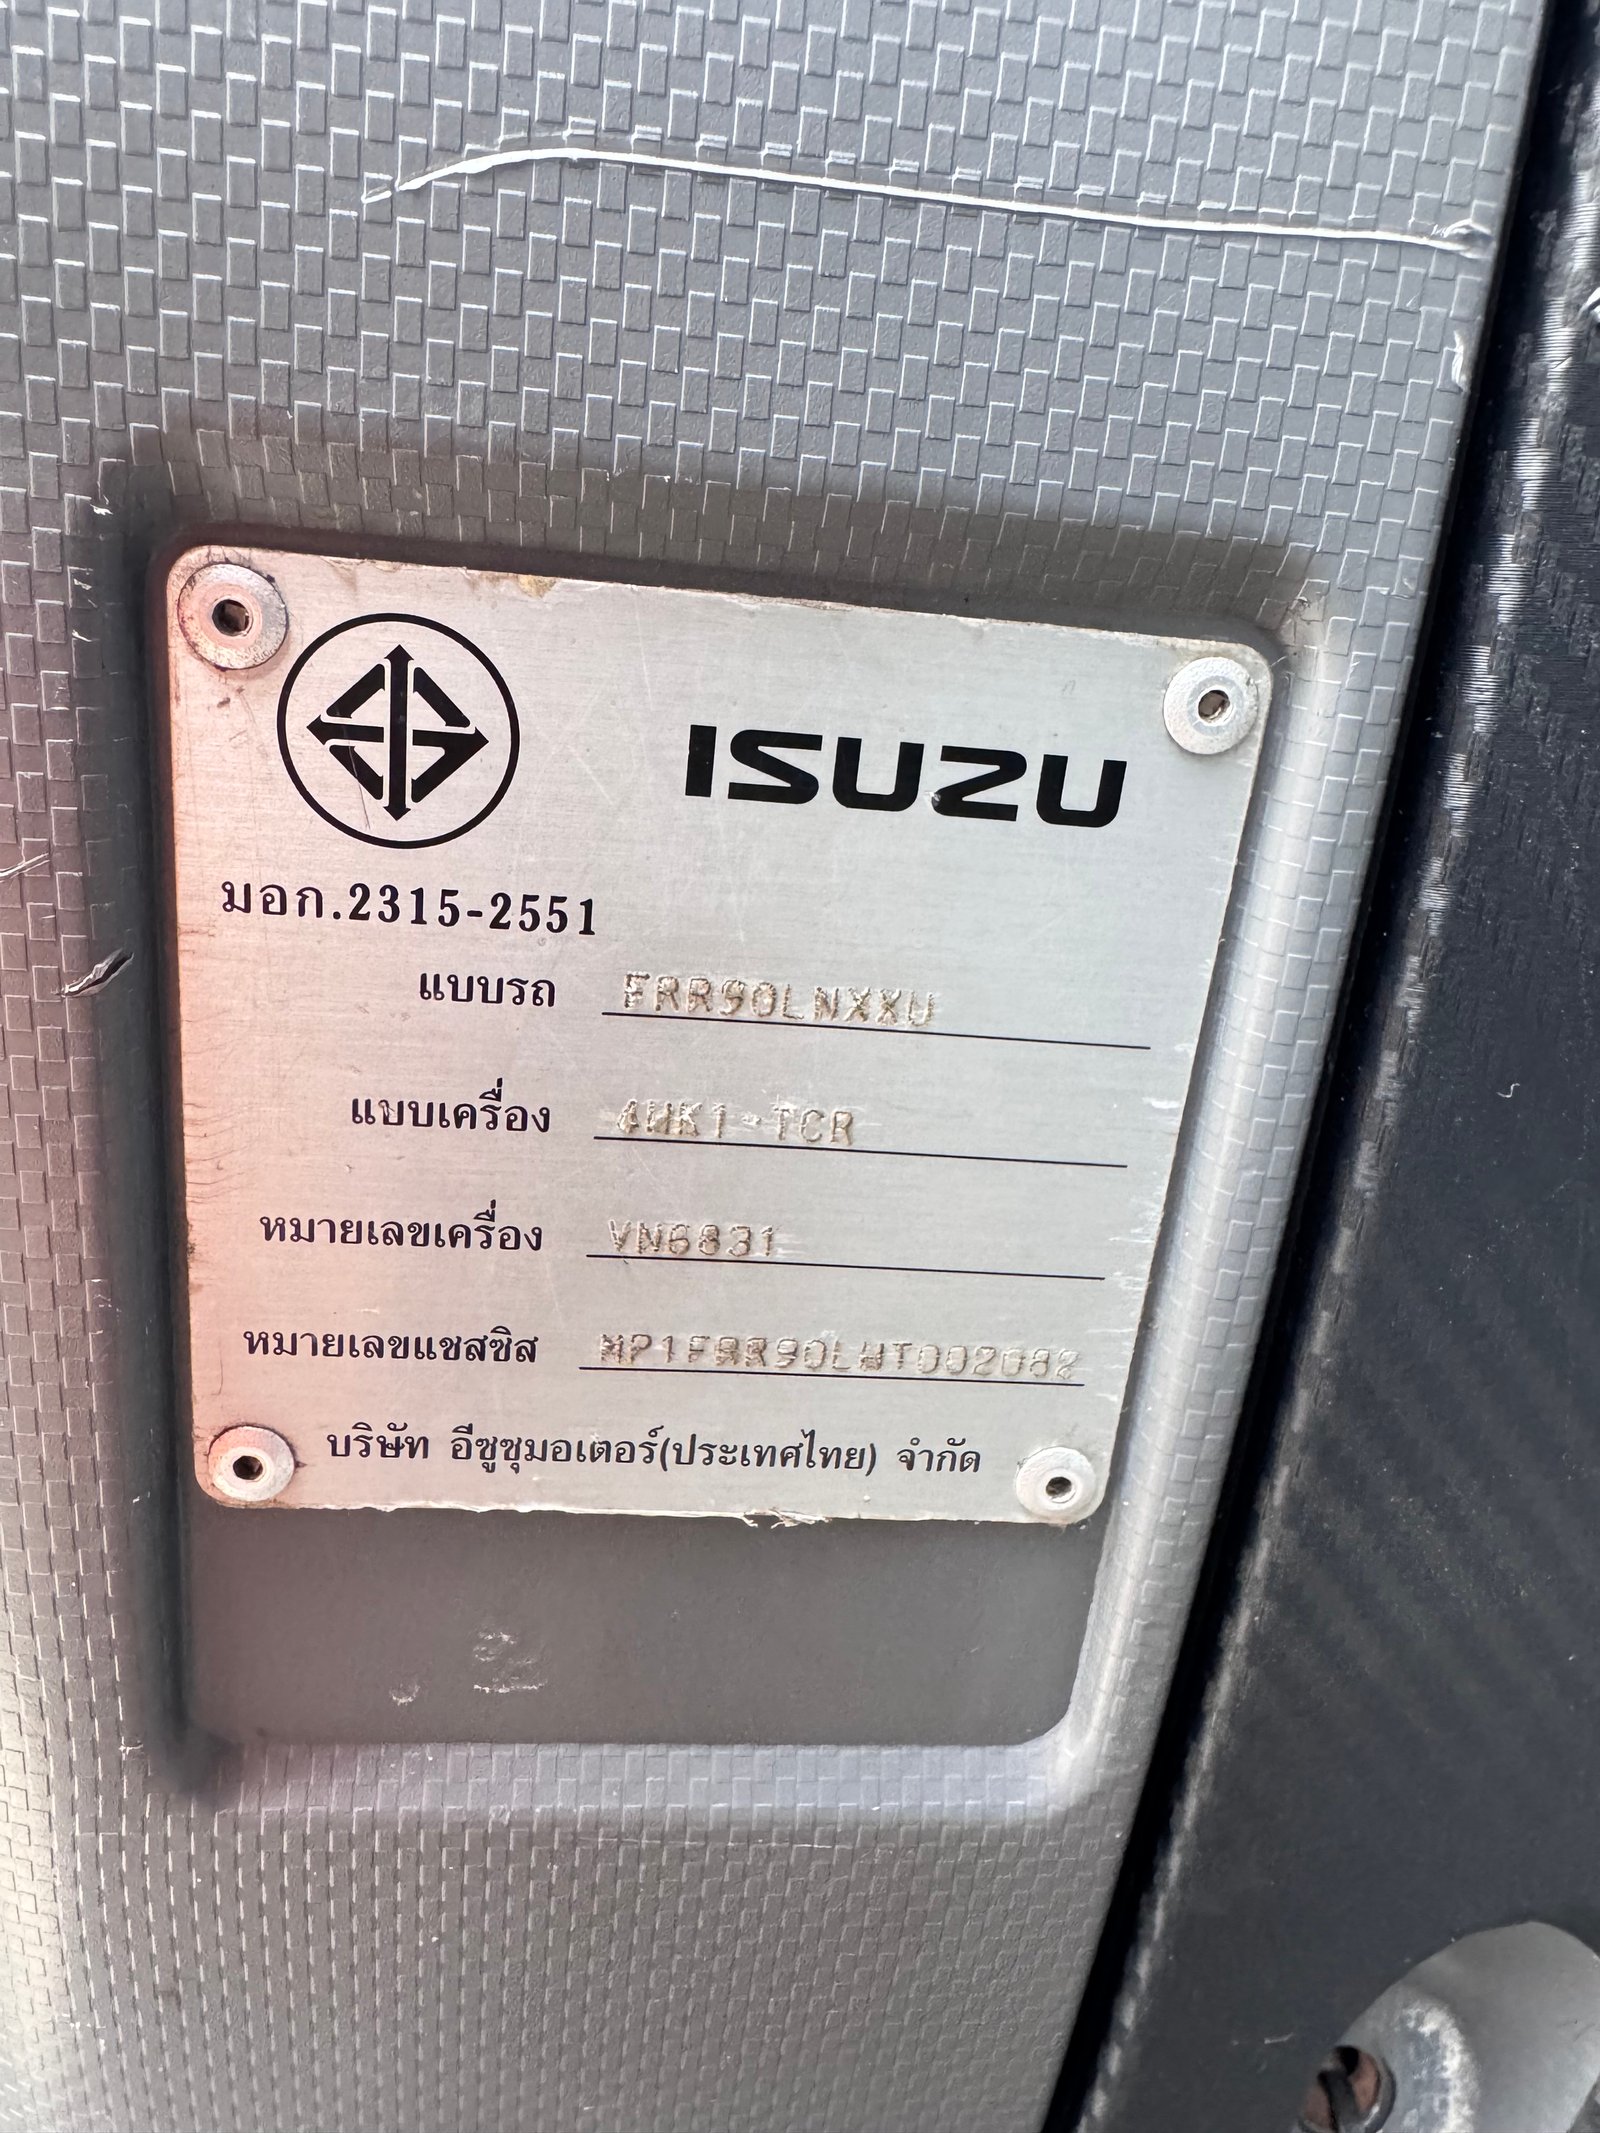 ISUZU
มอก.2315-2551
แบบรถ FRR90LNXXU
แบบเครื่อง 4HK1-TCR
หมายเลขเครื่อง VN6831
หมายเลขแชสซิส MP1FRR90LWT002082
บริษัท อีซูซุมอเตอร์(ประเทศไทย) จำกัด